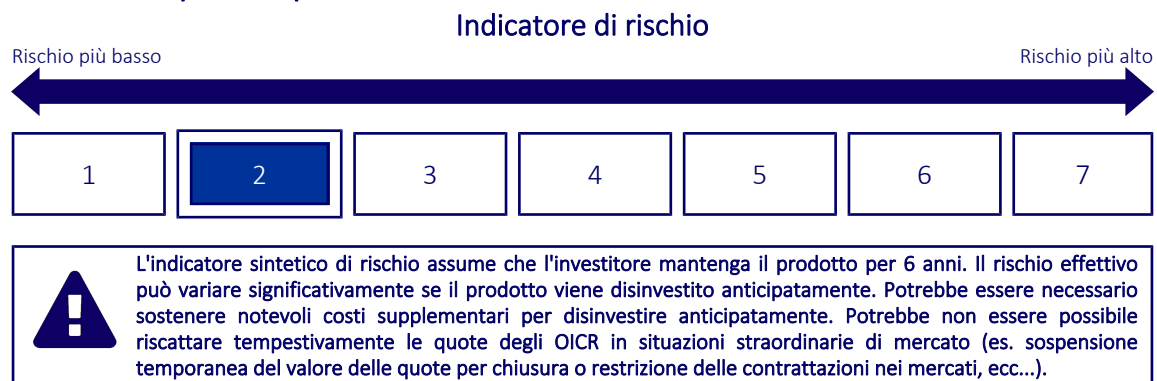 Indicatore di rischio
Rischio più basso
Rischio più alto
1
2
3
4
5
6
7
L'indicatore sintetico di rischio assume che l'investitore mantenga il prodotto per 6 anni. Il rischio effettivo
può variare significativamente se il prodotto viene disinvestito anticipatamente. Potrebbe essere necessario
sostenere notevoli costi supplementari per disinvestire anticipatamente. Potrebbe non essere possibile
riscattare tempestivamente le quote degli OICR in situazioni straordinarie di mercato (es. sospensione
temporanea del valore delle quote per chiusura o restrizione delle contrattazioni nei mercati, ecc...).